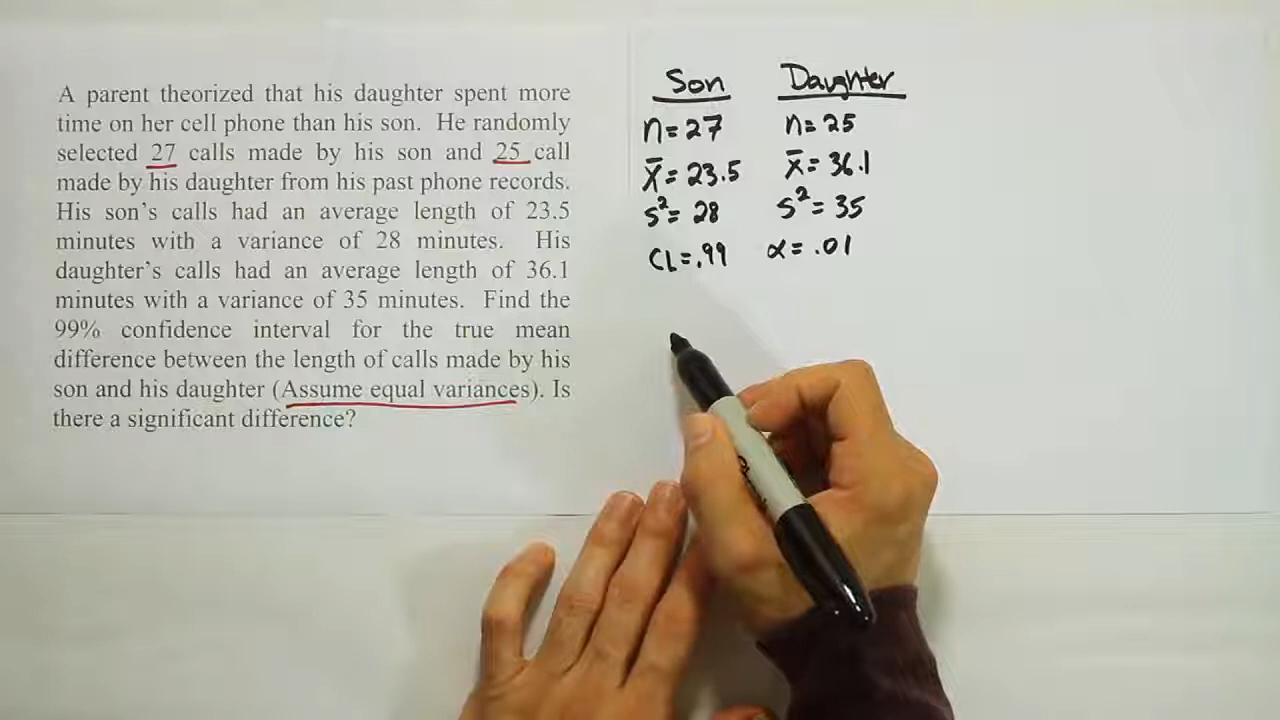 A parent theorized that his daughter spent more
time on her cell phone than his son. He randomly
selected 27 calls made by his son and 25 call
made by his daughter from his past phone records.
His son's calls had an average length of 23.5
minutes with a variance of 28 minutes. His
daughter's calls had an average length of 36.1
minutes with a variance of 35 minutes. Find the
99% confidence interval for the true mean
difference between the length of calls made by his
son and his daughter (Assume equal variances). Is
there a significant difference?
Son Daughter
n=27 n=25
x̄=23.5 x̄=36.1
s²=28 s²=35
CL=.99 α=.01